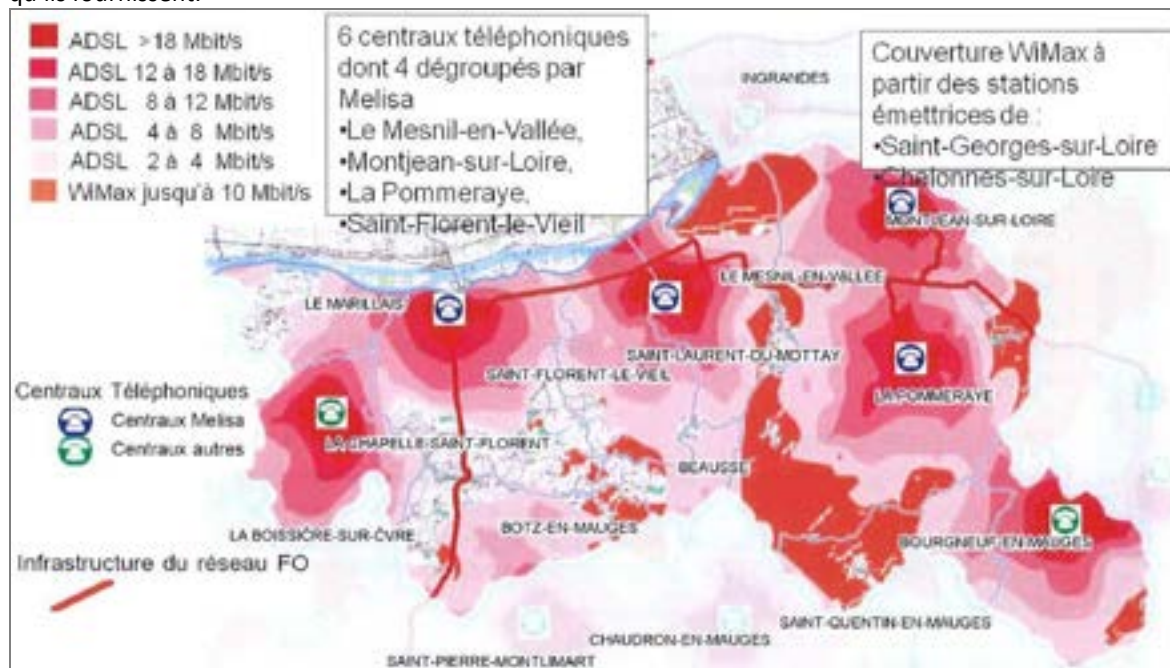 qu'ils fournissent.
ADSL >18 Mbit/s
ADSL 12 à 18 Mbit/s
ADSL 8 à 12 Mbit/s
ADSL 4 à 8 Mbit/s
ADSL 2 à 4 Mbit/s
WiMax jusqu'à 10 Mbit/s
6 centraux téléphoniques
dont 4 dégroupés par
Melisa
•Le Mesnil-en-Vallée,
•Montjean-sur-Loire,
•La Pommeraye,
•Saint-Florent-le-Vieil
Couverture WiMax à
partir des stations
émettrices de :
•Saint-Georges-sur-Loire
•Chalonnes-sur-Loire
INGRANDES
MONTJEAN-SUR-LOIRE
LE MESNIL-EN-VALLEE
LE MARILLAIS
SAINT-LAURENT-DU-MOTTAY
SAINT-FLORENT-LE-VIEIL
LA POMMERAYE
Centraux Téléphoniques
Centraux Melisa
Centraux autres
LA CHAPELLE-SAINT-FLORENT
BEAUSSE
BOTZ-EN-MAUGES
LA BOISSIÈRE-SUR-ČVRE
BOURGNEUF-EN-MAUGES
Infrastructure du réseau FO
SAINT-QUENTIN-EN-MAUGES
CHAUDRON-EN-MAUGES
SAINT-PIERRE-MONTLIMART